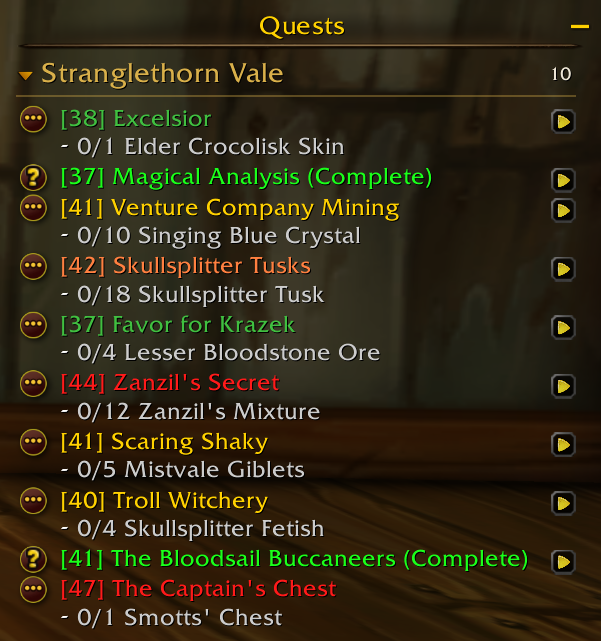 Quests
Stranglethorn Vale 10
[38] Excelsior
- 0/1 Elder Crocolisk Skin
[37] Magical Analysis (Complete)
[41] Venture Company Mining
- 0/10 Singing Blue Crystal
[42] Skullsplitter Tusks
- 0/18 Skullsplitter Tusk
[37] Favor for Krazek
- 0/4 Lesser Bloodstone Ore
[44] Zanzil's Secret
- 0/12 Zanzil's Mixture
[41] Scaring Shaky
- 0/5 Mistvale Giblets
[40] Troll Witchery
- 0/4 Skullsplitter Fetish
[41] The Bloodsail Buccaneers (Complete)
[47] The Captain's Chest
- 0/1 Smotts' Chest